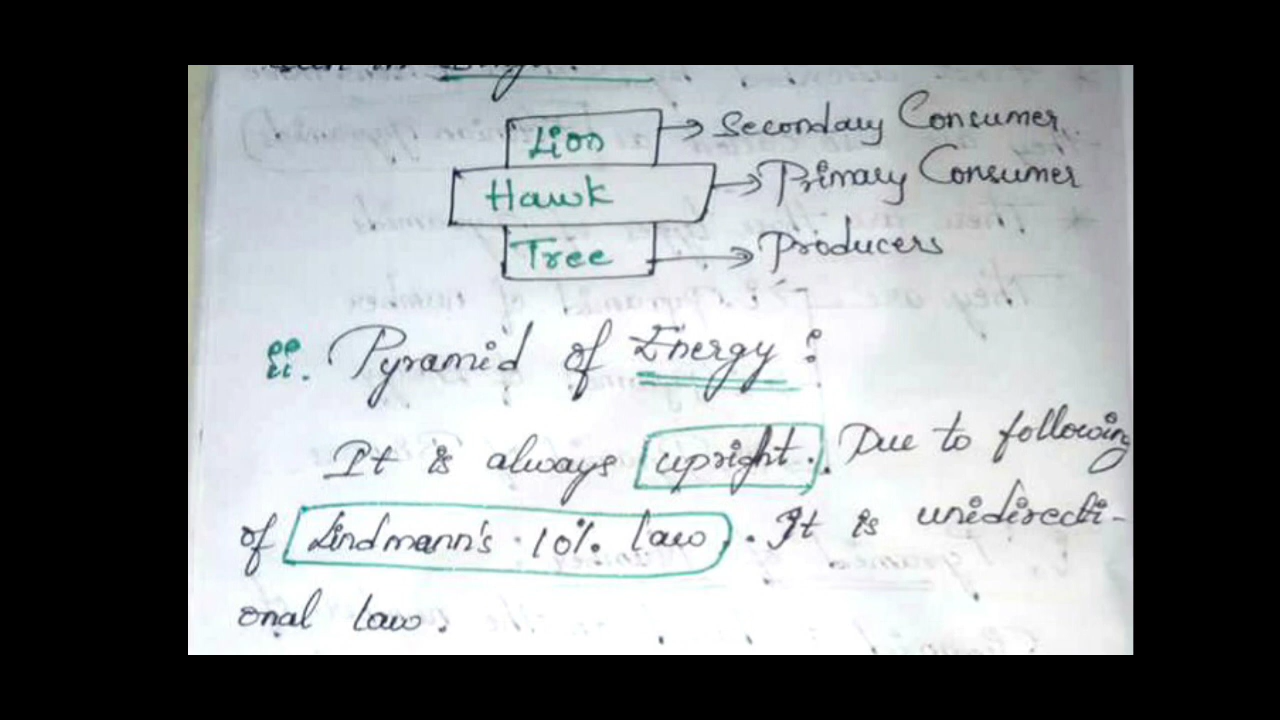 Lion → Secondary Consumer
Hawk → Primary Consumer
Tree → Producers
ii. Pyramid of Energy :
It is always upright. Due to following
of Lindmann's 10% law. It is unidirecti-
onal law.